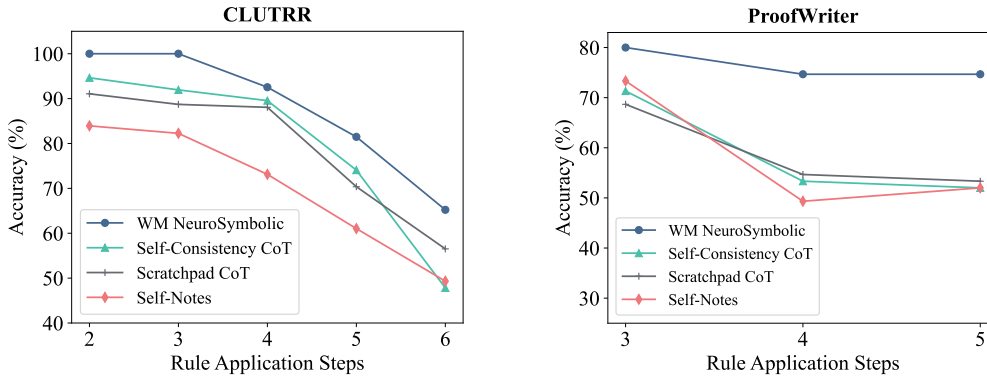 CLUTRR
100
90
80
70
60
50
40
Accuracy (%)
WM NeuroSymbolic
Self-Consistency CoT
Scratchpad CoT
Self-Notes
2 3 4 5 6
Rule Application Steps
ProofWriter
80
70
60
50
40
30
Accuracy (%)
WM NeuroSymbolic
Self-Consistency CoT
Scratchpad CoT
Self-Notes
3 4 5
Rule Application Steps